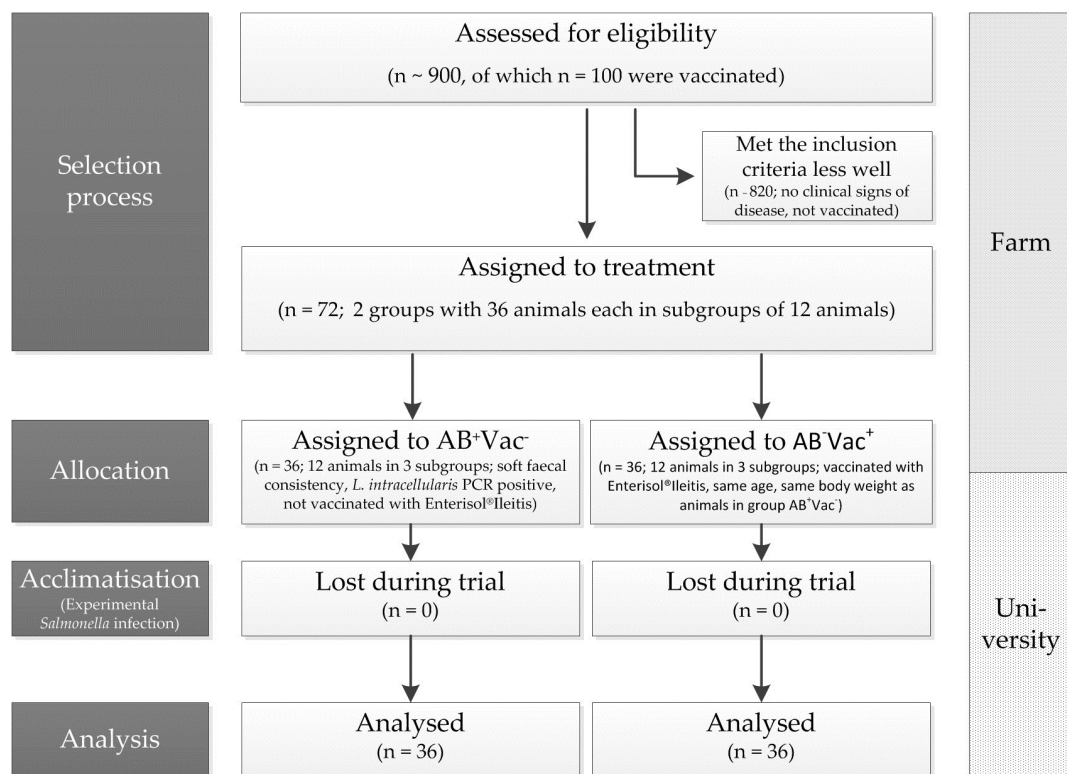 Assessed for eligibility
(n ~ 900, of which n = 100 were vaccinated)
Selection
process
Met the inclusion
criteria less well
(n - 820; no clinical signs of
disease, not vaccinated)
Farm
Assigned to treatment
(n = 72; 2 groups with 36 animals each in subgroups of 12 animals)
Allocation
Assigned to AB⁺Vac⁻
(n = 36; 12 animals in 3 subgroups; soft faecal
consistency, L. intracellularis PCR positive,
not vaccinated with Enterisol®Ileitis)
Assigned to AB⁻Vac⁺
(n = 36; 12 animals in 3 subgroups; vaccinated with
Enterisol®Ileitis, same age, same body weight as
animals in group AB⁺Vac⁻)
Acclimatisation
(Experimental
Salmonella infection)
Lost during trial
(n = 0)
Lost during trial
(n = 0)
Uni-
versity
Analysis
Analysed
(n = 36)
Analysed
(n = 36)